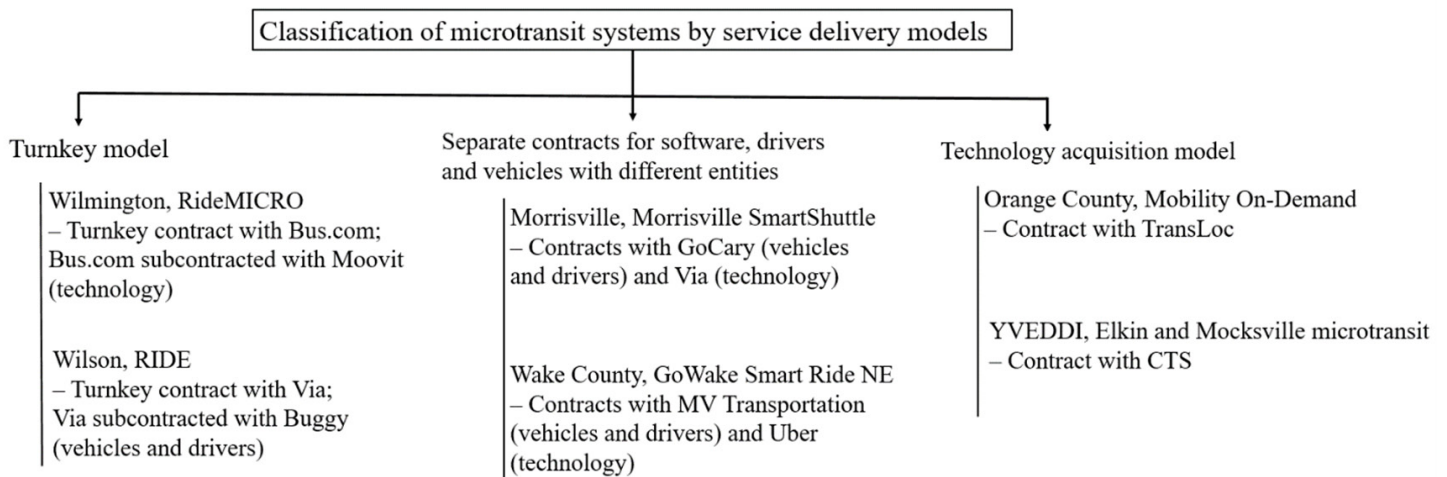 Classification of microtransit systems by service delivery models
Turnkey model
Wilmington, RideMICRO
– Turnkey contract with Bus.com;
Bus.com subcontracted with Moovit
(technology)
Wilson, RIDE
– Turnkey contract with Via;
Via subcontracted with Buggy
(vehicles and drivers)
Separate contracts for software, drivers
and vehicles with different entities
Morrisville, Morrisville SmartShuttle
– Contracts with GoCary (vehicles
and drivers) and Via (technology)
Wake County, GoWake Smart Ride NE
– Contracts with MV Transportation
(vehicles and drivers) and Uber
(technology)
Technology acquisition model
Orange County, Mobility On-Demand
– Contract with TransLoc
YVEDDI, Elkin and Mocksville microtransit
– Contract with CTS